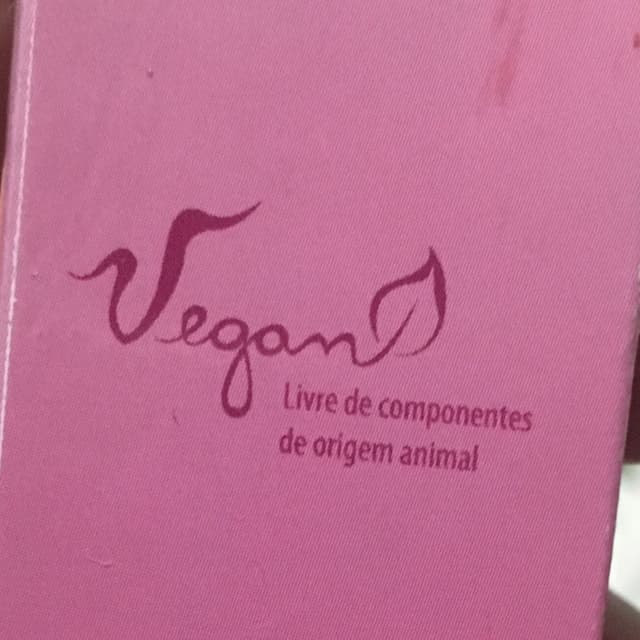 Vegan
Livre de componentes
de origem animal